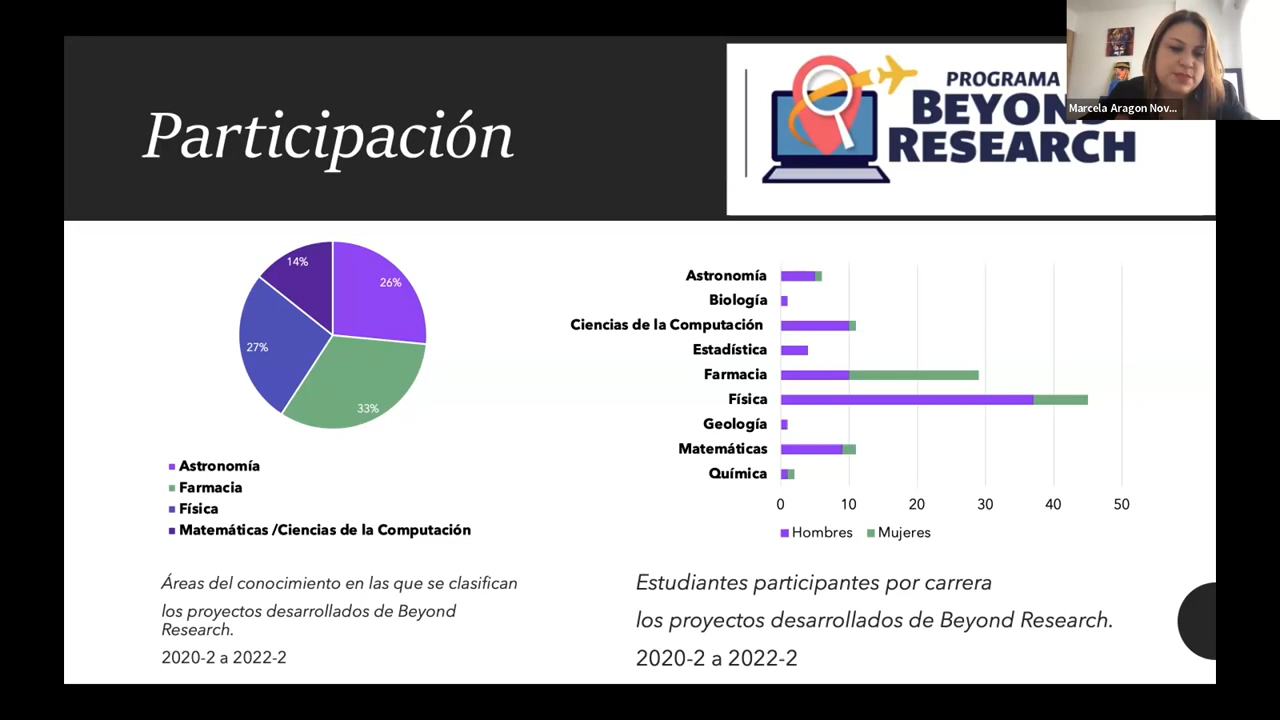 Participación
PROGRAMA
BEYOND
RESEARCH
Marcela Aragon Nov...
14%
26%
27%
33%
Astronomía
Farmacia
Física
Matemáticas /Ciencias de la Computación
Áreas del conocimiento en las que se clasifican
los proyectos desarrollados de Beyond
Research.
2020-2 a 2022-2
Astronomía
Biología
Ciencias de la Computación
Estadística
Farmacia
Física
Geología
Matemáticas
Química
0 10 20 30 40 50
Hombres Mujeres
Estudiantes participantes por carrera
los proyectos desarrollados de Beyond Research.
2020-2 a 2022-2